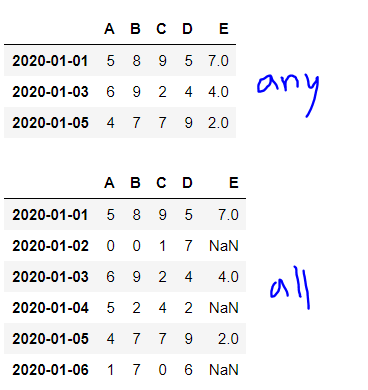 A B C D E
2020-01-01 5 8 9 5 7.0
2020-01-03 6 9 2 4 4.0
any
2020-01-05 4 7 7 9 2.0
A B C D E
2020-01-01 5 8 9 5 7.0
2020-01-02 0 0 1 7 NaN
2020-01-03 6 9 2 4 4.0
all
2020-01-04 5 2 4 2 NaN
2020-01-05 4 7 7 9 2.0
2020-01-06 1 7 0 6 NaN